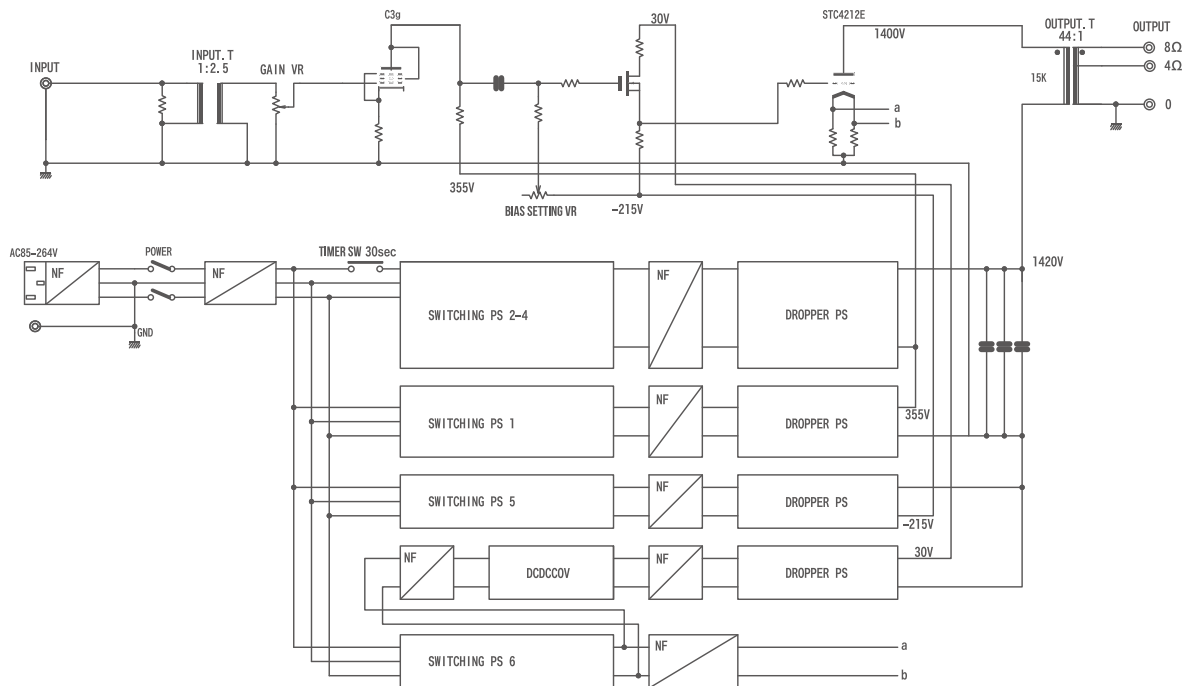 C3g
30V
STC4212E
1400V
OUTPUT.T
44:1
OUTPUT
8Ω
4Ω
0
INPUT
INPUT.T
1:2.5
GAIN VR
15K
a
b
355V
BIAS SETTING VR
-215V
AC85-264V
NF
POWER
NF
TIMER SW 30sec
GND
SWITCHING PS 2-4
NF
DROPPER PS
1420V
SWITCHING PS 1
NF
DROPPER PS
355V
SWITCHING PS 5
NF
DROPPER PS
-215V
NF
DCDCCOV
NF
DROPPER PS
30V
SWITCHING PS 6
NF
a
b